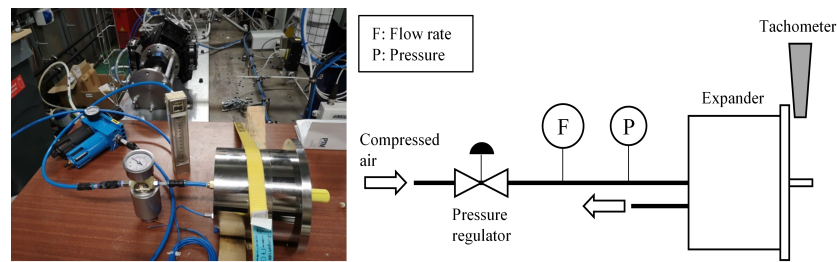 F: Flow rate
P: Pressure
Tachometer
Expander
Compressed
air
F
P
Pressure
regulator